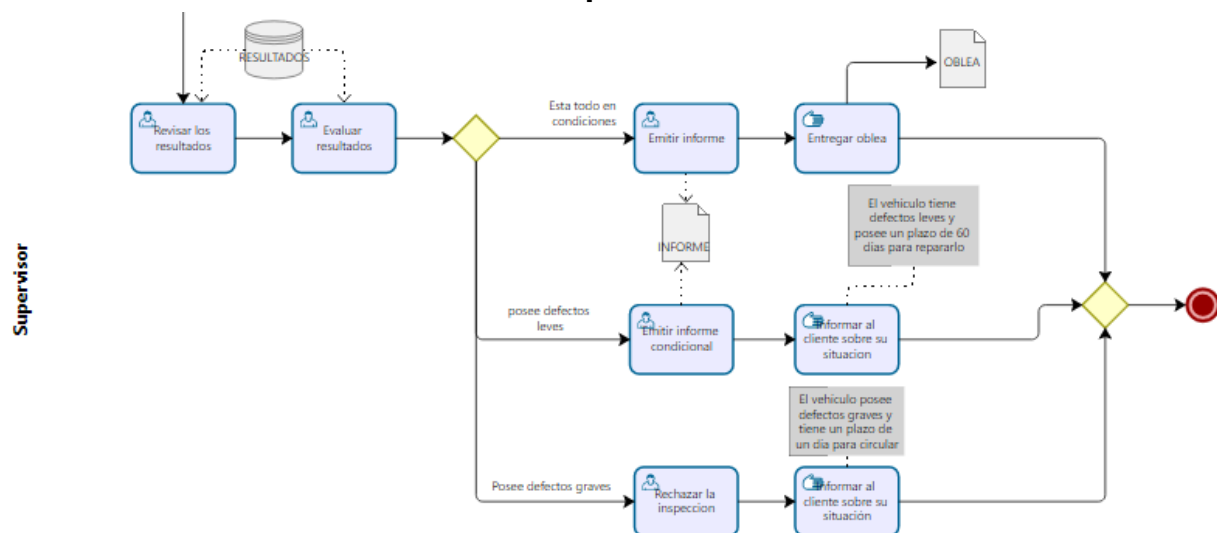 RESULTADOS
OBLEA
Revisar los
resultados
Evaluar
resultados
Esta todo en
condiciones
Emitir informe
Entregar oblea
El vehiculo tiene
defectos leves y
posee un plazo de 60
días para repararlo
INFORME
Supervisor
posee defectos
leves
Emitir informe
condicional
Informar al
cliente sobre su
situacion
El vehiculo posee
defectos graves y
tiene un plazo de
un día para circular
Posee defectos graves
Rechazar la
inspeccion
Informar al
cliente sobre su
situación